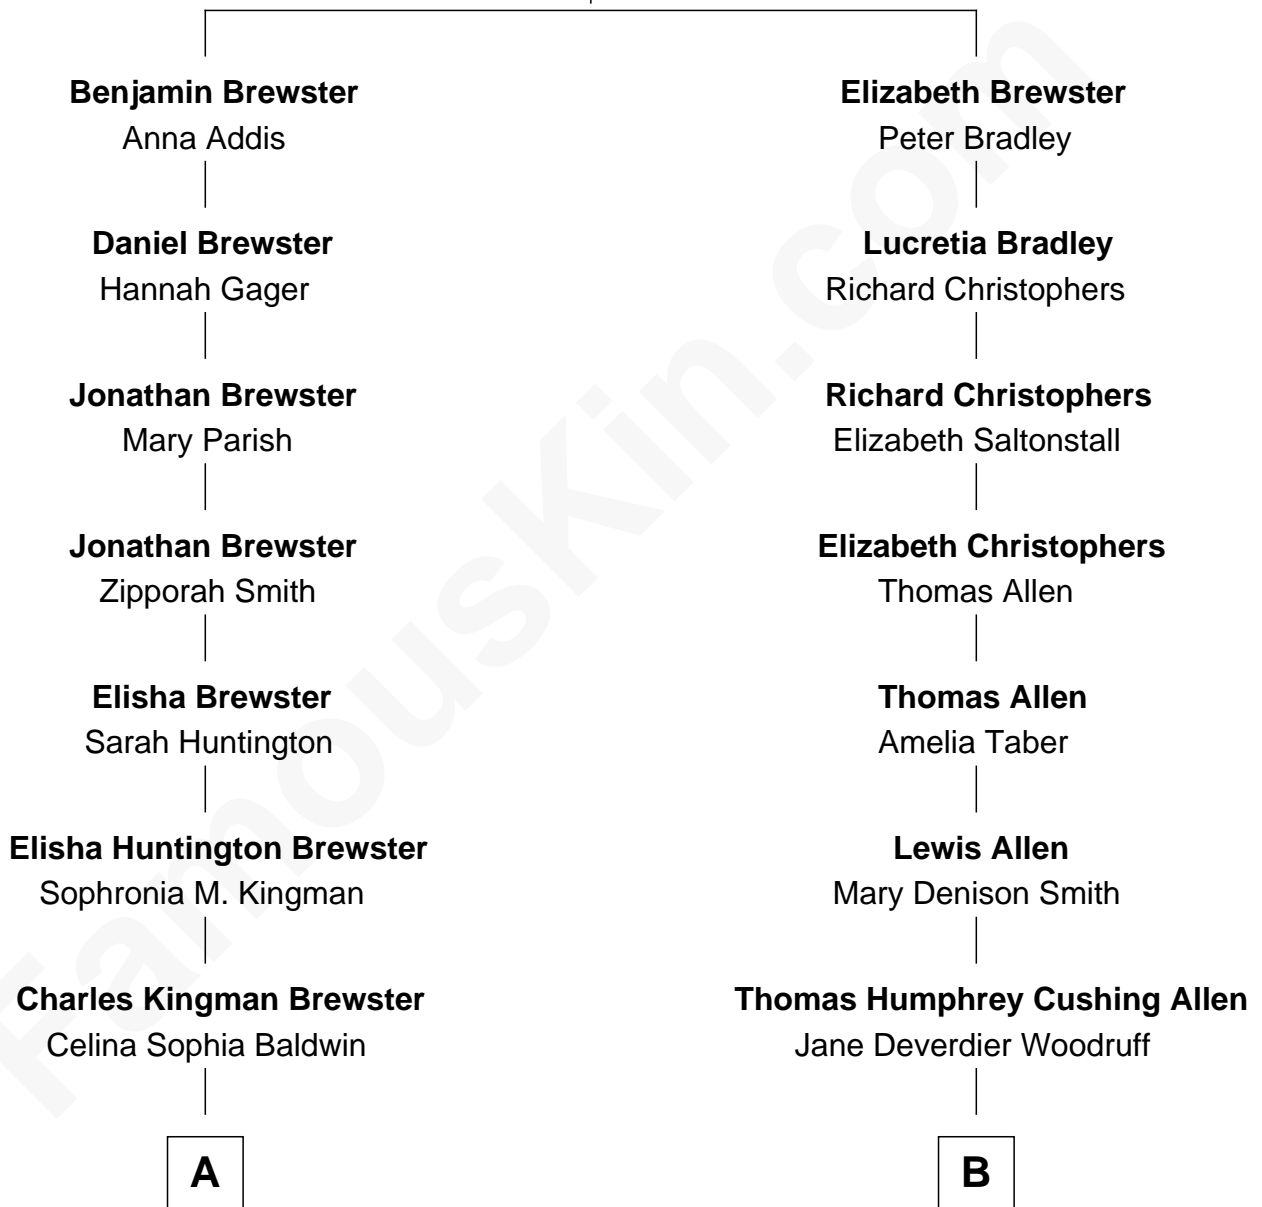 Benjamin Brewster
Anna Addis
Daniel Brewster
Hannah Gager
Jonathan Brewster
Mary Parish
Jonathan Brewster
Zipporah Smith
Elisha Brewster
Sarah Huntington
Elisha Huntington Brewster
Sophronia M. Kingman
Charles Kingman Brewster
Celina Sophia Baldwin
A
Elizabeth Brewster
Peter Bradley
Lucretia Bradley
Richard Christophers
Richard Christophers
Elizabeth Saltonstall
Elizabeth Christophers
Thomas Allen
Thomas Allen
Amelia Taber
Lewis Allen
Mary Denison Smith
Thomas Humphrey Cushing Allen
Jane Deverdier Woodruff
B
FamousKin.com